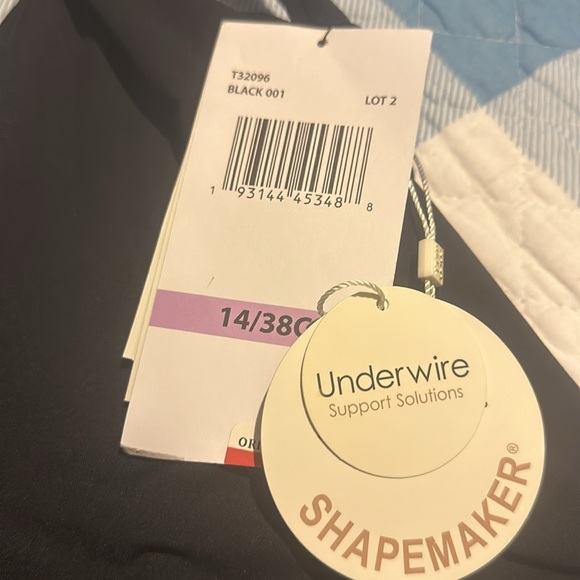 T32096
BLACK 001
LOT 2
1 93144 45348 8
14/38C
Underwire
Support Solutions
SHAPEMAKER®